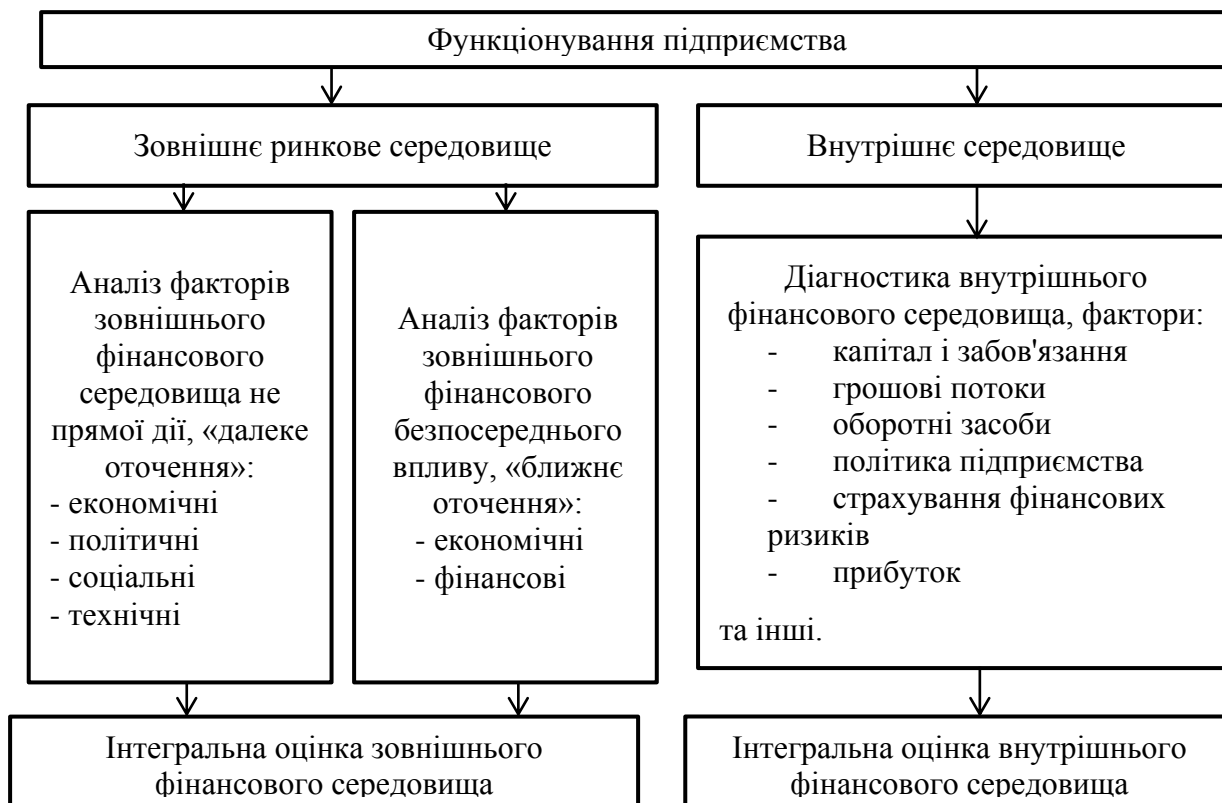 Функціонування підприємства
Зовнішнє ринкове середовище
Внутрішнє середовище
Аналіз факторів
зовнішнього
фінансового
середовища не
прямої дії, «далеке
оточення»:
- економічні
- політичні
- соціальні
- технічні
Аналіз факторів
зовнішнього
фінансового
безпосереднього
впливу, «ближнє
оточення»:
- економічні
- фінансові
Діагностика внутрішнього
фінансового середовища, фактори:
- капітал і забов'язання
- грошові потоки
- оборотні засоби
- політика підприємства
- страхування фінансових
ризиків
- прибуток
та інші.
Інтегральна оцінка зовнішнього
фінансового середовища
Інтегральна оцінка внутрішнього
фінансового середовища